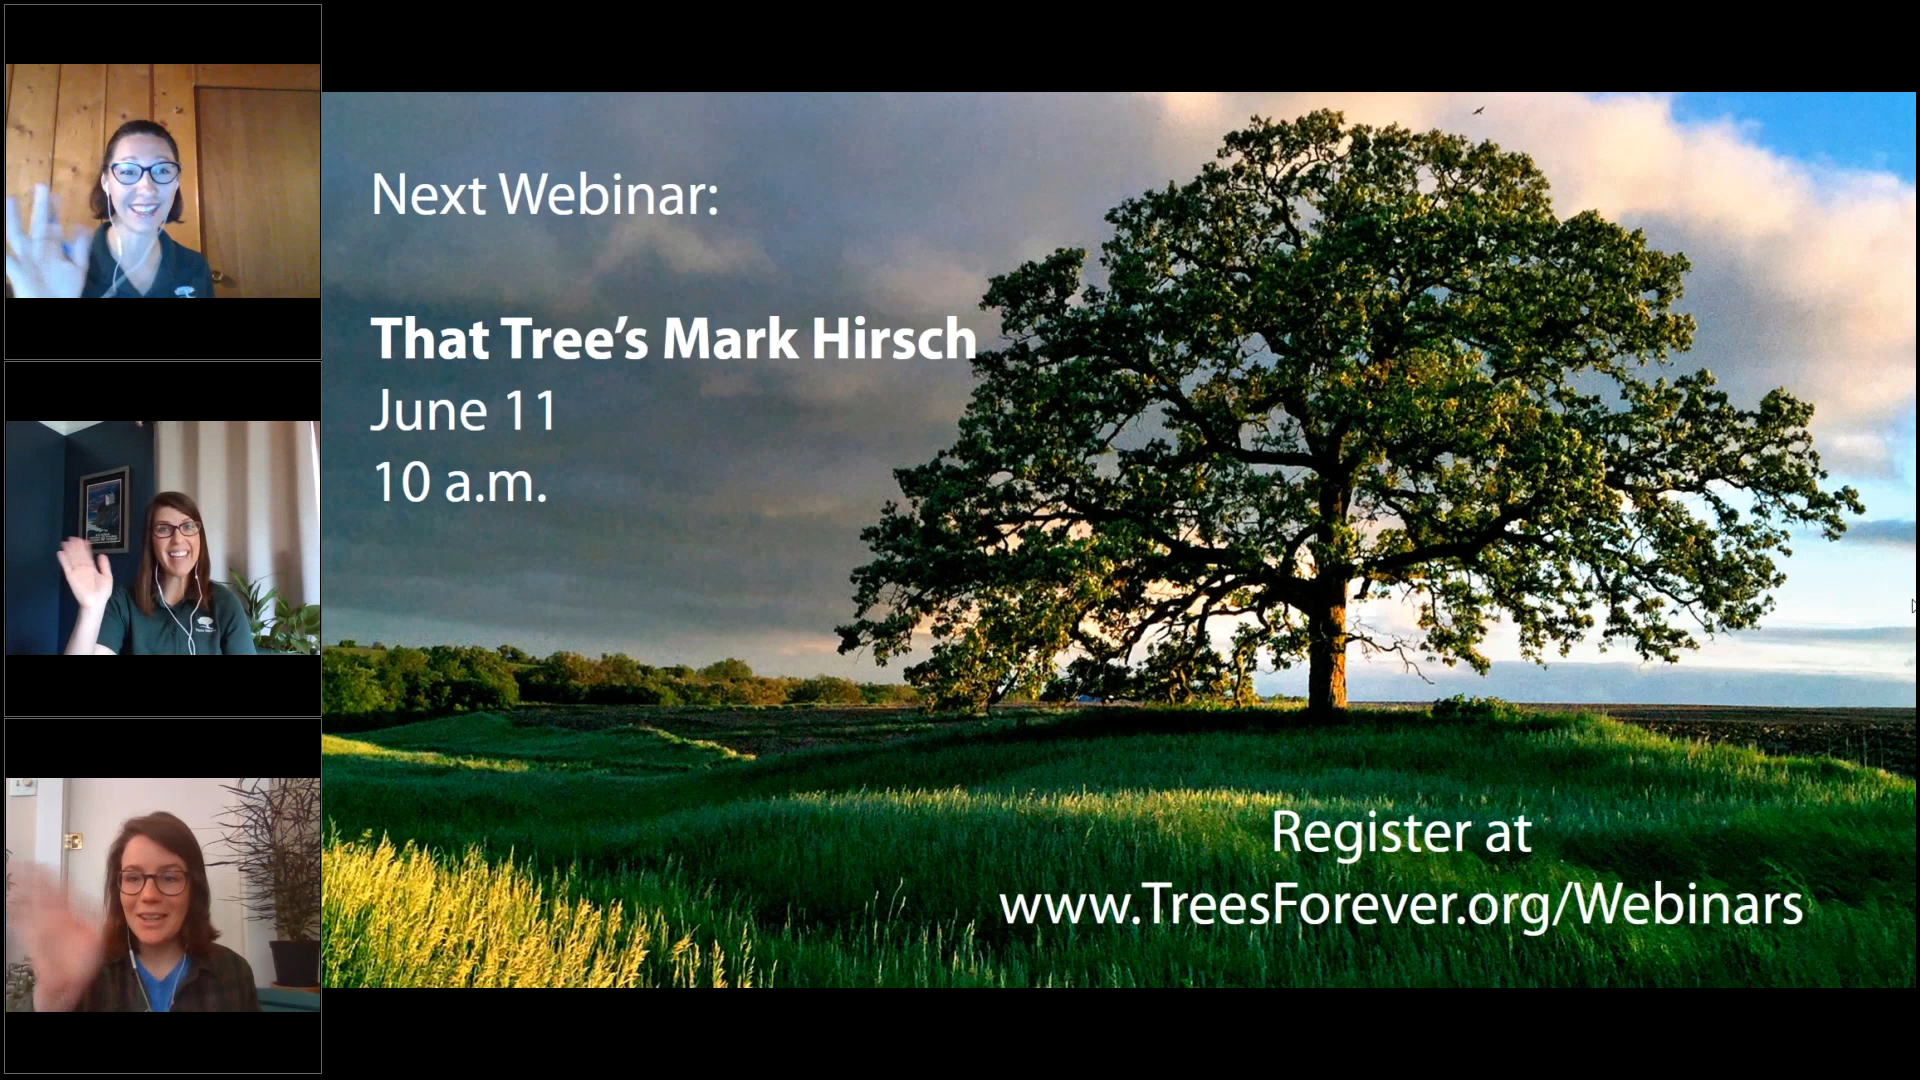 Next Webinar:
That Tree’s Mark Hirsch
June 11
10 a.m.
Register at
www.TreesForever.org/Webinars